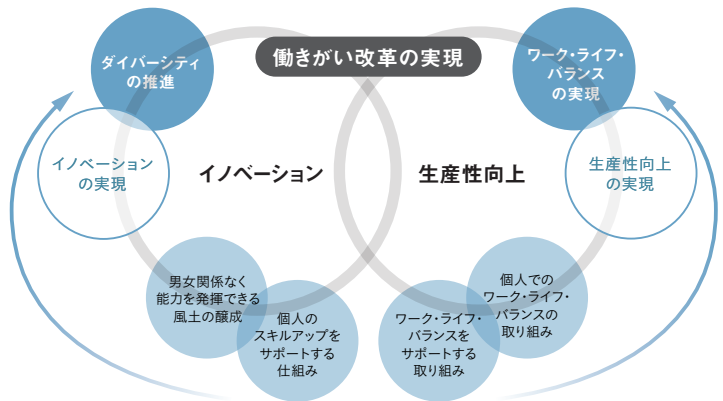 働きがい改革の実現
ダイバーシティ
の推進
イノベーション
の実現
イノベーション
男女関係なく
能力を発揮できる
風土の醸成
個人の
スキルアップを
サポートする
仕組み
ワーク・ライフ・
バランス
の実現
生産性向上
の実現
生産性向上
個人での
ワーク・ライフ・
バランスの
取り組み
ワーク・ライフ・
バランスを
サポートする
取り組み